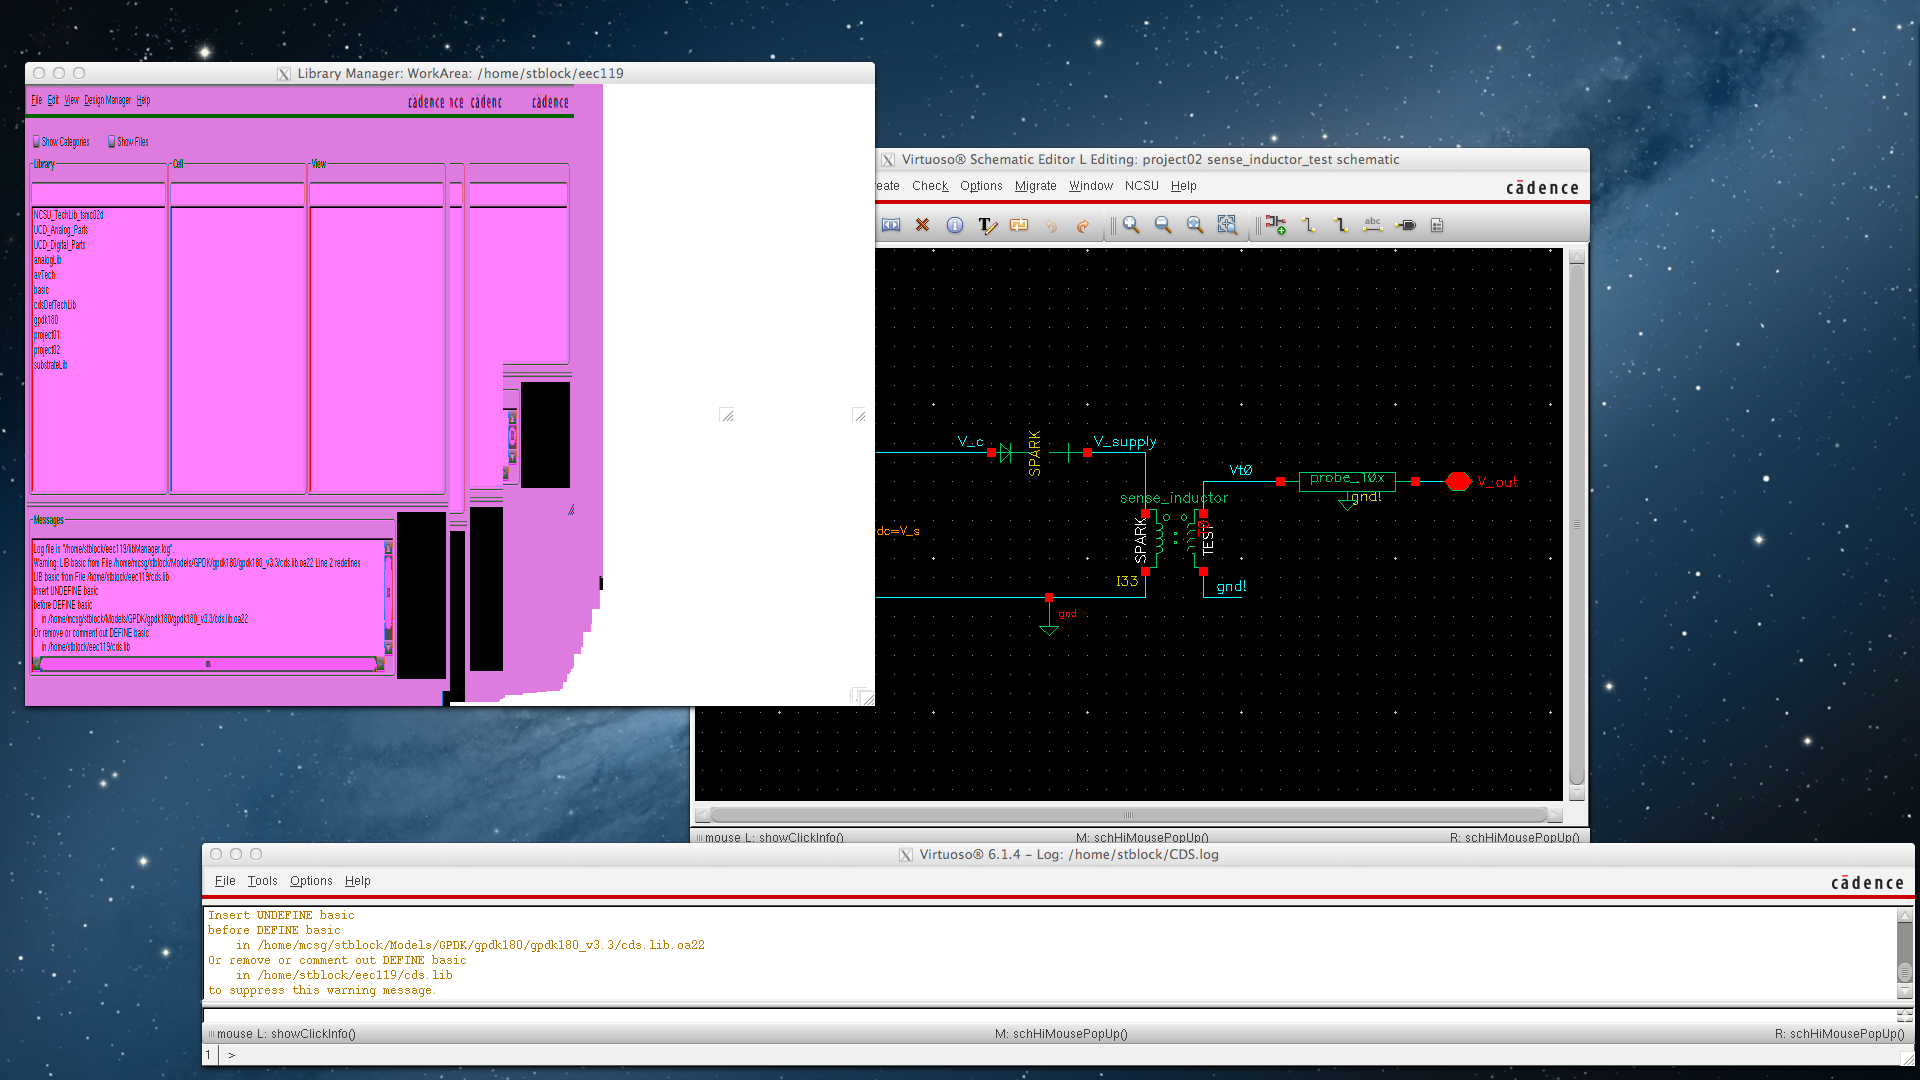 Library Manager: WorkArea: /home/stblock/eec119
File Edit View Design Manager Help
cādence nce cādenc cādence
Show Categories Show Files
Library Cell View
NCSU_TechLib_tsmc02d
UCD_Analog_Parts
UCD_Digital_Parts
analogLib
avTech
basic
cdsDefTechLib
gpdk180
project01
project02
substrateLib
Messages
Log file is "/home/stblock/eec119/libManager.log".
Warning: LIB basic from File /home/mcsg/stblock/Models/GPDK/gpdk180/gpdk180_v3.3/cds.lib.oa22 Line 2 redefines
LIB basic from File /home/stblock/eec119/cds.lib
Insert UNDEFINE basic
before DEFINE basic
in /home/mcsg/stblock/Models/GPDK/gpdk180/gpdk180_v3.3/cds.lib.oa22
Or remove or comment out DEFINE basic
in /home/stblock/eec119/cds.lib
Virtuoso® Schematic Editor L Editing: project02 sense_inductor_test schematic
eate Check Options Migrate Window NCSU Help
cādence
abc
V_c
SPARK
V_supply
Vt0
probe_10x
gnd!
V_out
sense_inductor
SPARK
TEST
dc=V_s
I33
gnd!
gnd
mouse L: showClickInfo() M: schHiMousePopUp() R: schHiMousePopUp()
Virtuoso® 6.1.4 - Log: /home/stblock/CDS.log
File Tools Options Help
cādence
Insert UNDEFINE basic
before DEFINE basic
in /home/mcsg/stblock/Models/GPDK/gpdk180/gpdk180_v3.3/cds.lib.oa22
Or remove or comment out DEFINE basic
in /home/stblock/eec119/cds.lib
to suppress this warning message.
mouse L: showClickInfo() M: schHiMousePopUp() R: schHiMousePopUp()
1 >